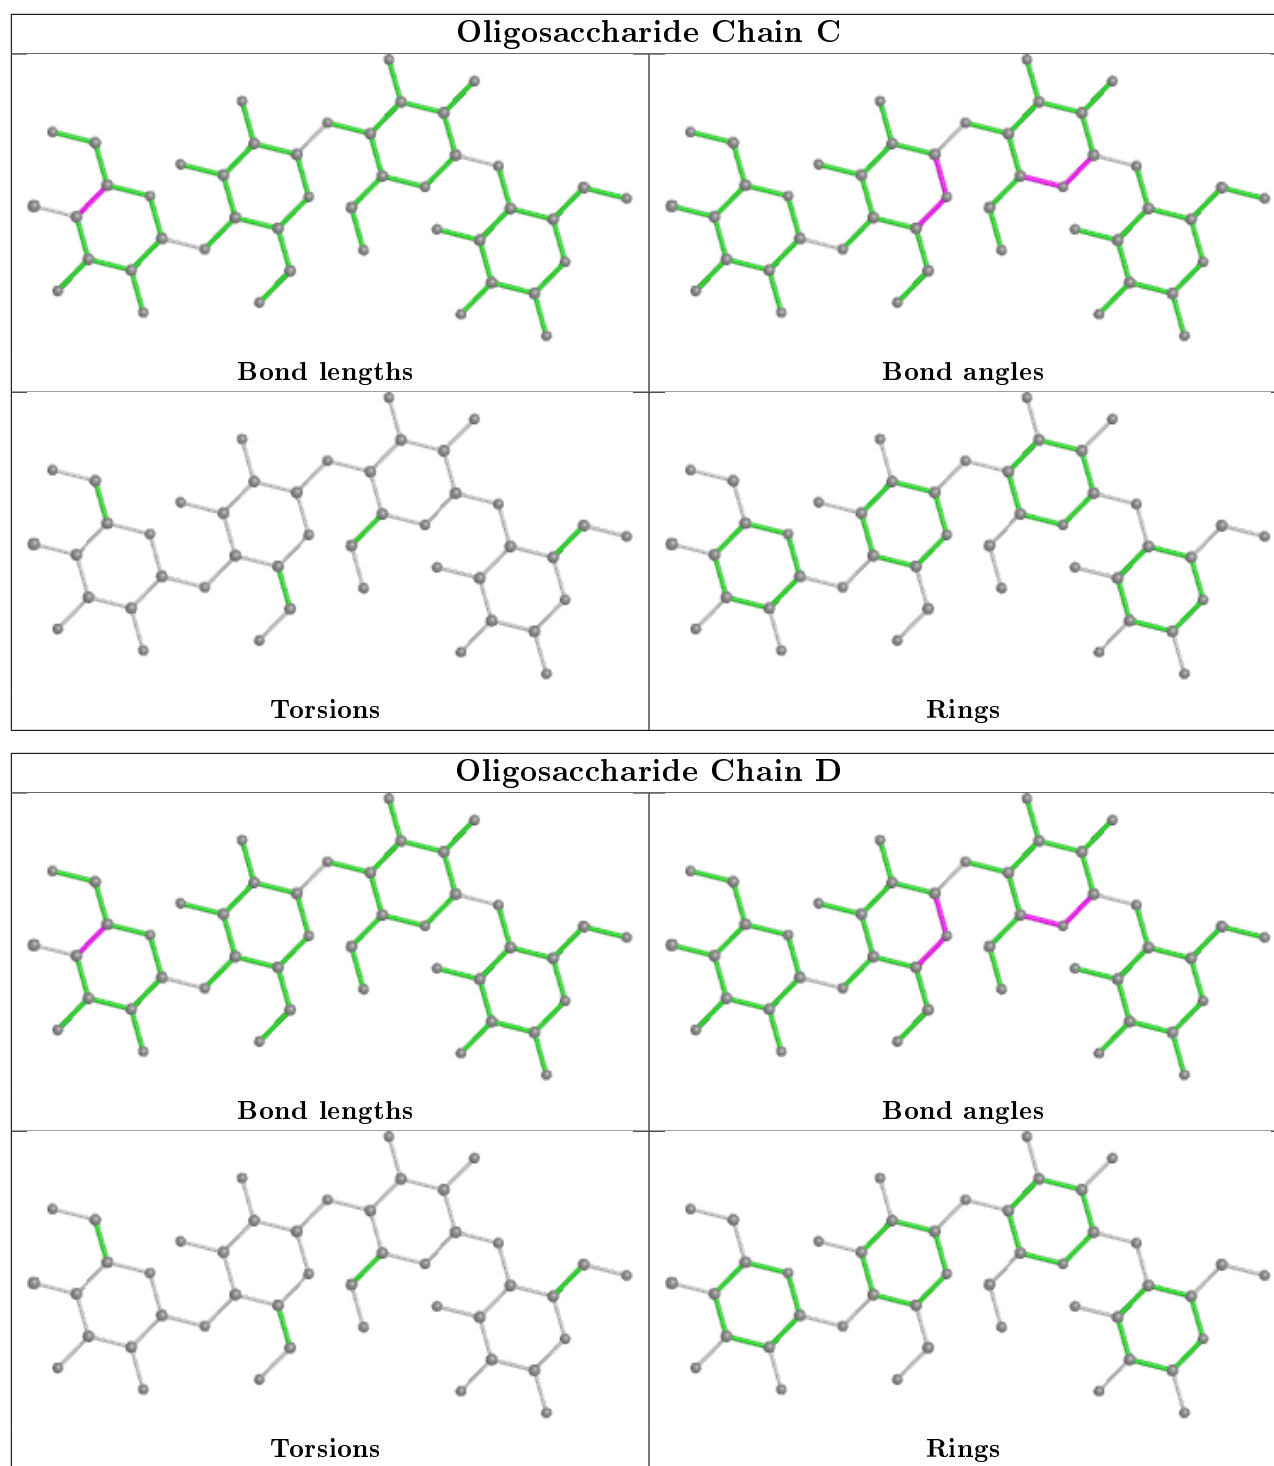 Oligosaccharide Chain C
Bond lengths
Bond angles
Torsions
Rings
Oligosaccharide Chain D
Bond lengths
Bond angles
Torsions
Rings